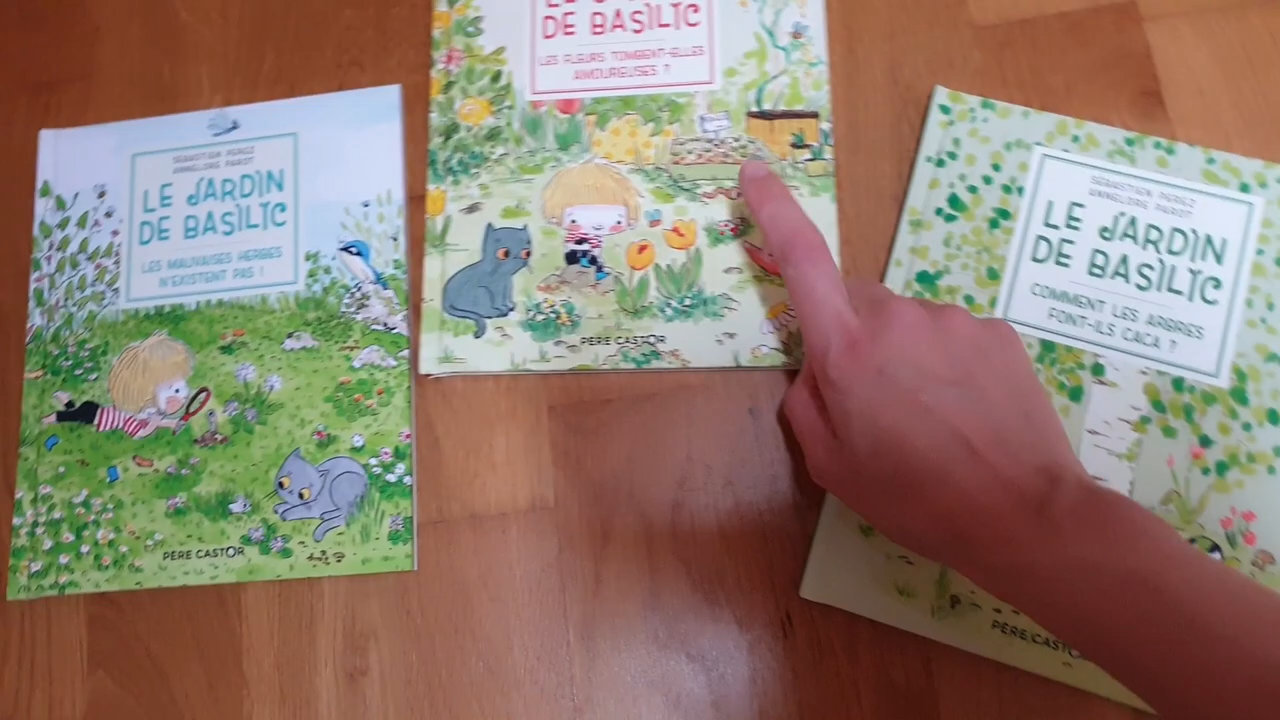 SÉBASTIEN PEREZ
ANNELORE PAROT
LE JARDIN
DE BASILIC
LES MAUVAISES HERBES
N'EXISTENT PAS !
PÈRE CASTOR
DE BASILIC
LES FLEURS TOMBENT-ELLES
AMOUREUSES ?
PÈRE CASTOR
SÉBASTIEN PEREZ
ANNELORE PAROT
LE JARDIN
DE BASILIC
COMMENT LES ARBRES
FONT-ILS CACA ?
PÈRE CASTOR